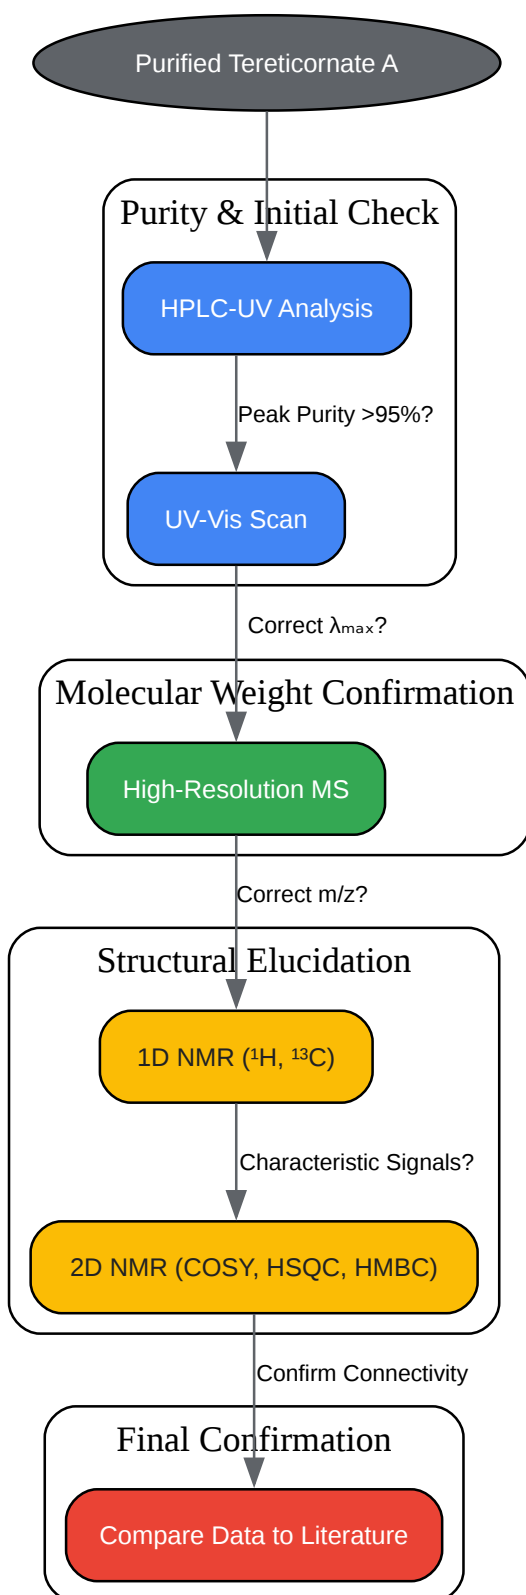 Purified Tereticornate A
Purity & Initial Check
HPLC-UV Analysis
Peak Purity >95%?
UV-Vis Scan
Correct λₘₐₓ?
Molecular Weight Confirmation
High-Resolution MS
Correct m/z?
Structural Elucidation
1D NMR (¹H, ¹³C)
Characteristic Signals?
2D NMR (COSY, HSQC, HMBC)
Confirm Connectivity
Final Confirmation
Compare Data to Literature